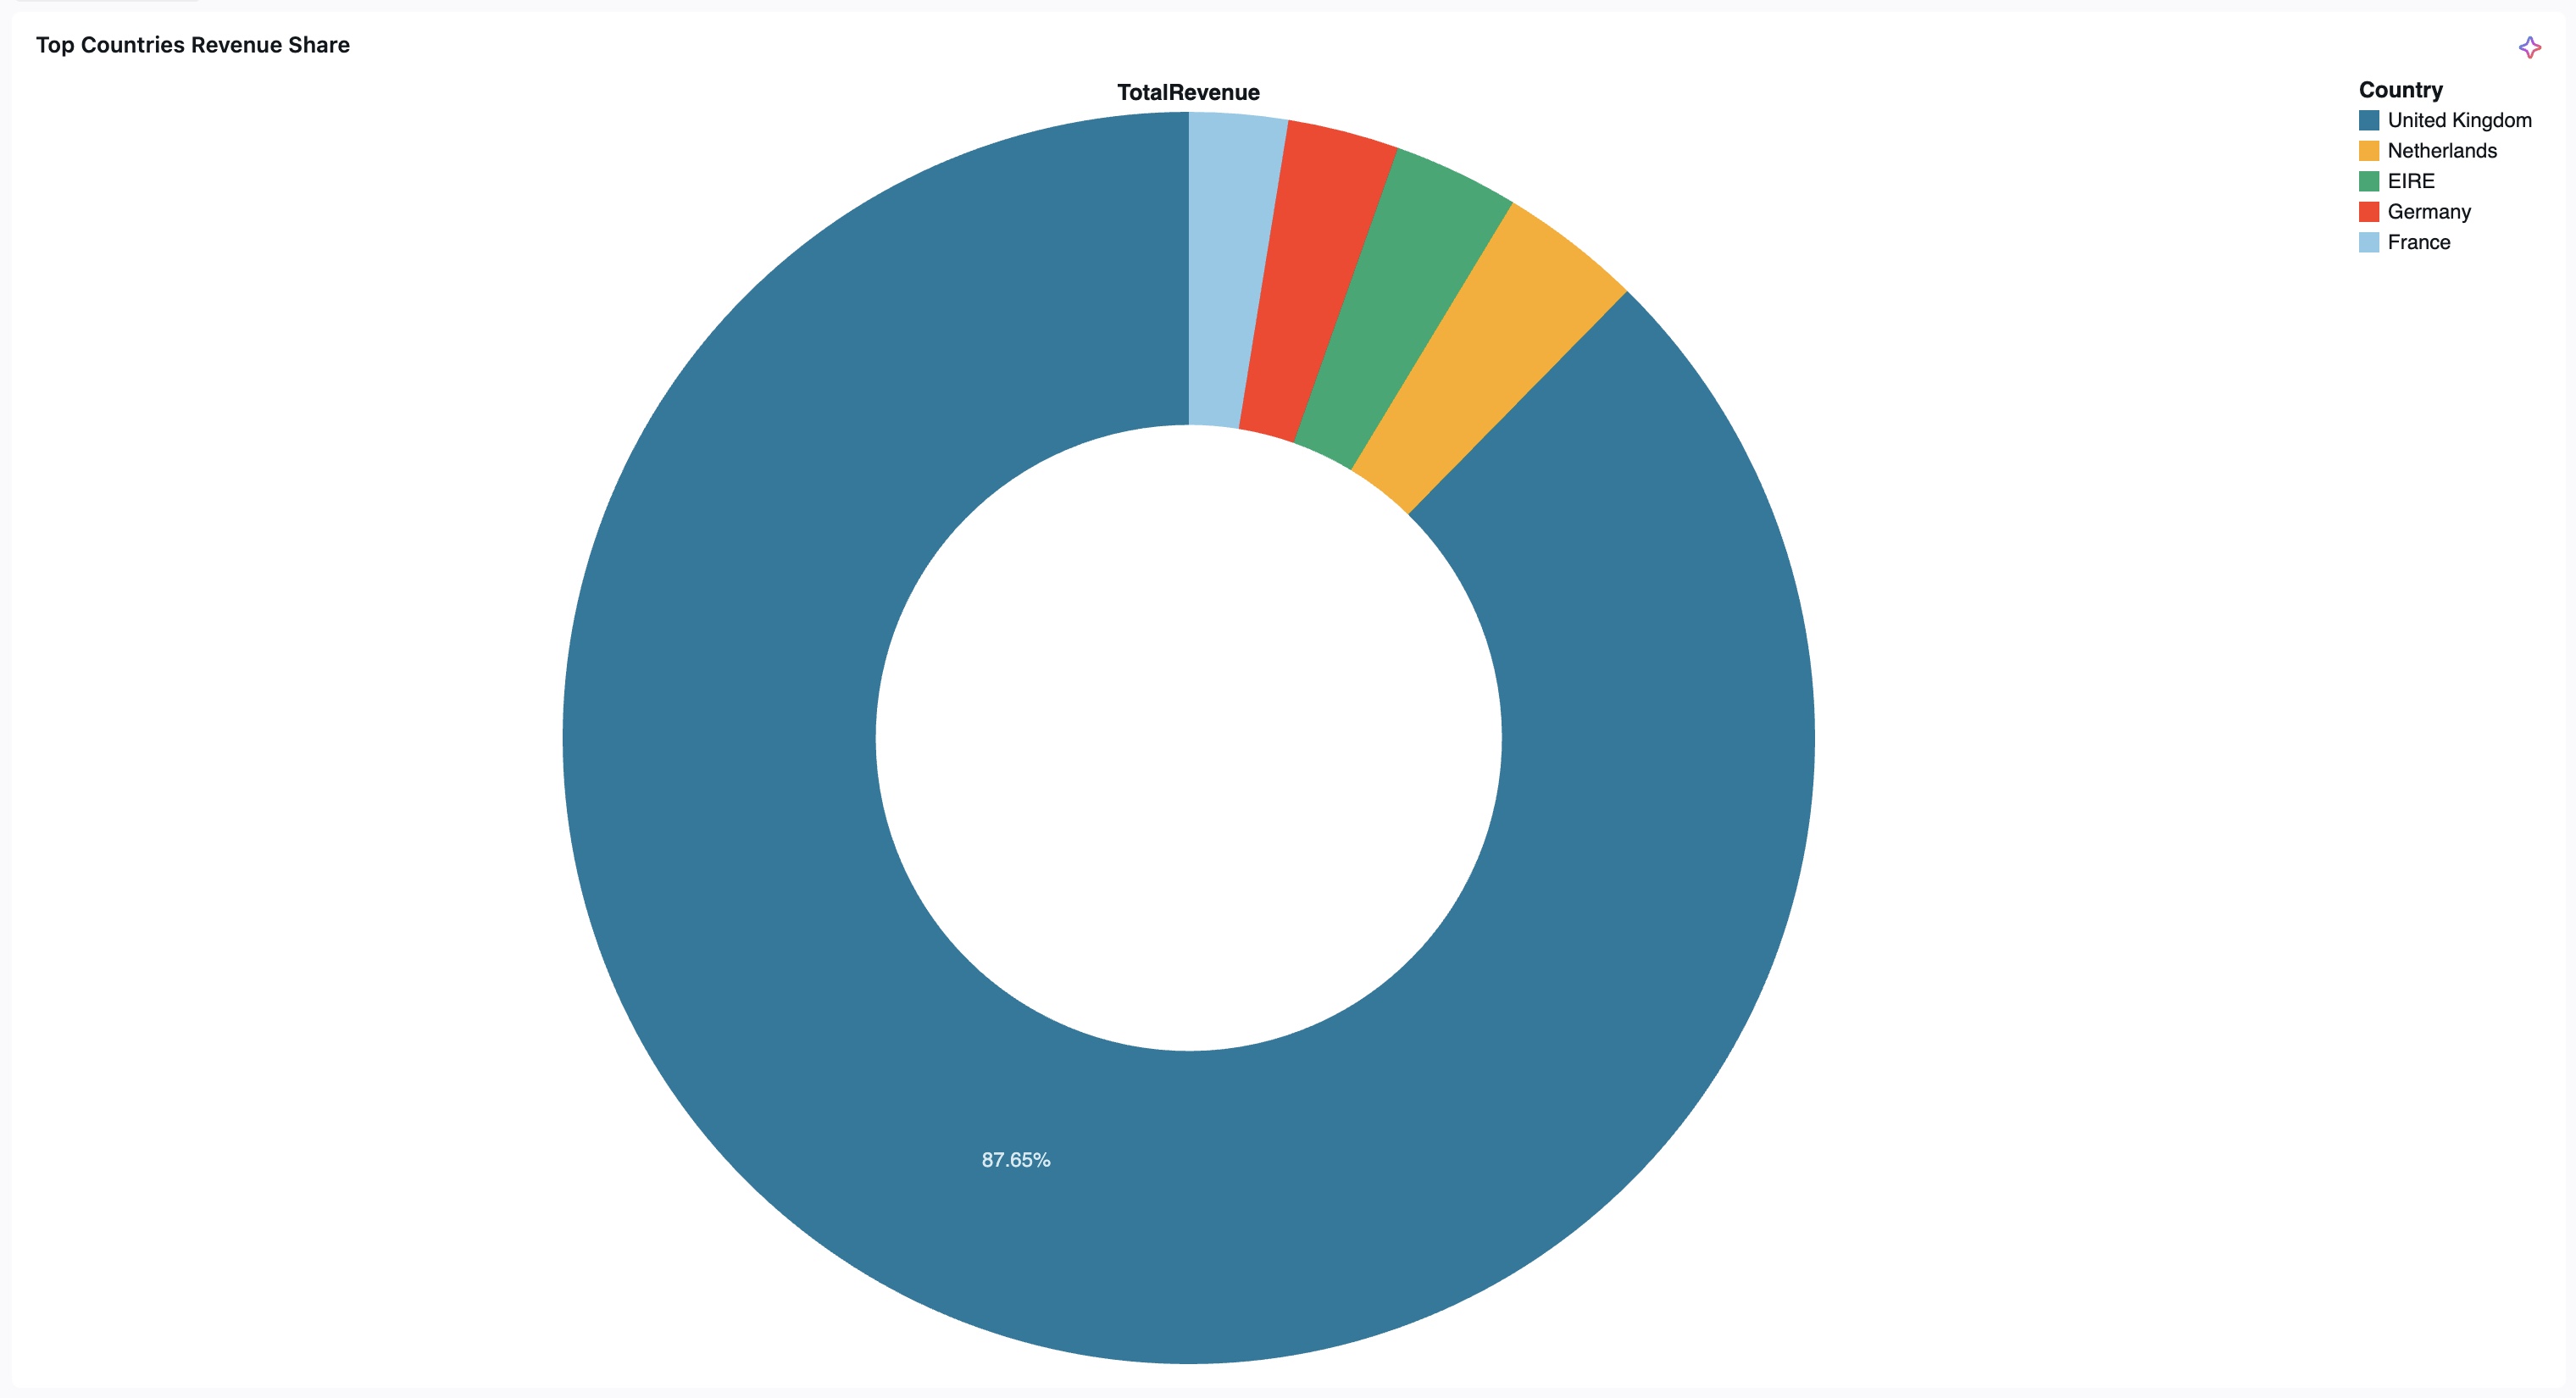 Top Countries Revenue Share
TotalRevenue
Country
United Kingdom
Netherlands
EIRE
Germany
France
87.65%